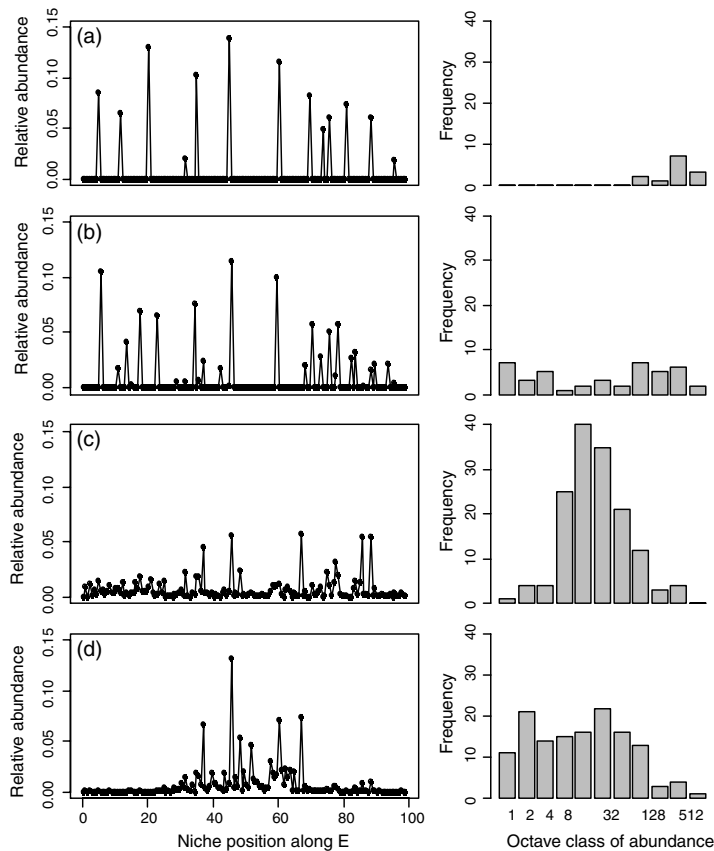 (a)
Relative abundance
0.15
0.10
0.05
0.00
Frequency
40
20
0
(b)
Relative abundance
0.15
0.10
0.05
0.00
Frequency
40
30
20
10
0
(c)
Relative abundance
0.15
0.10
0.05
0.00
Frequency
40
30
20
10
0
(d)
Relative abundance
0.15
0.10
0.05
0.00
0 20 40 60 80 100
Niche position along E
Frequency
40
30
20
10
0
1 2 4 8 32 128 512
Octave class of abundance